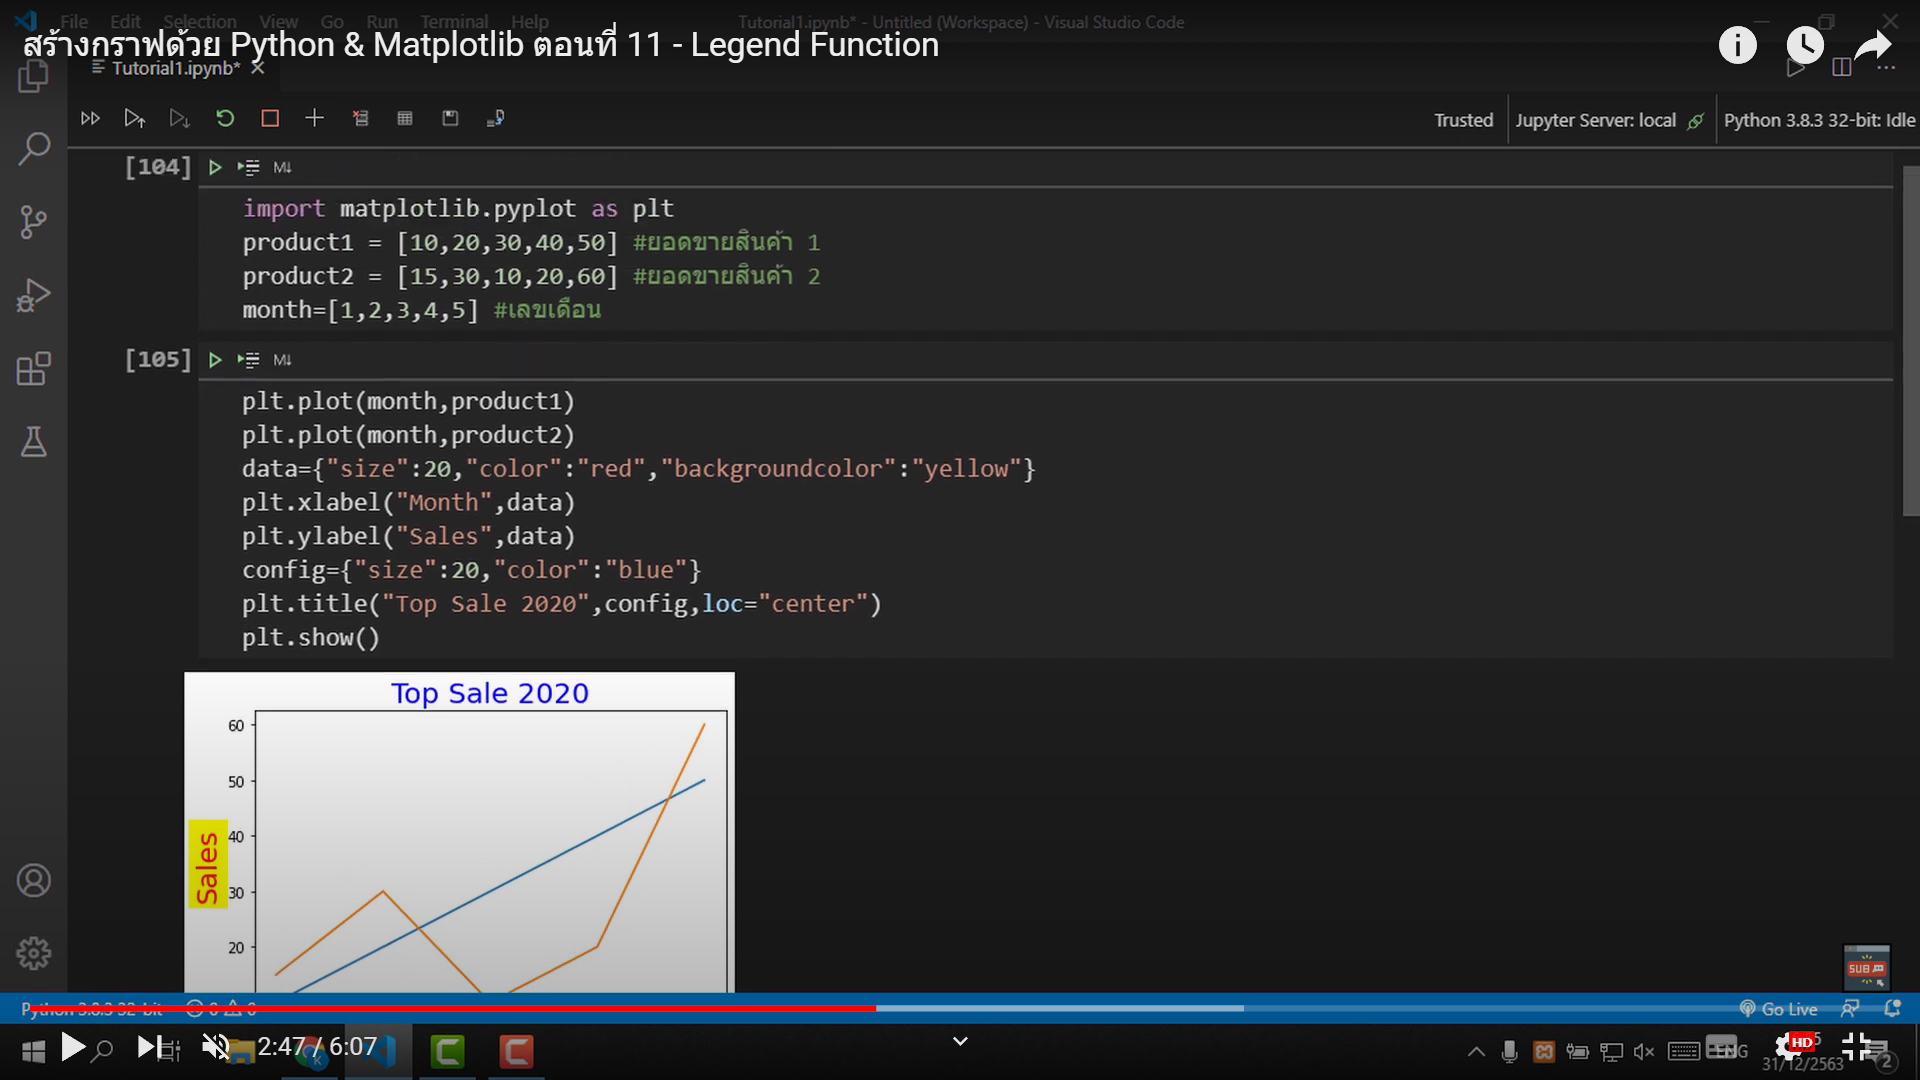 File Edit Selection View Go Run Terminal Help Tutorial1.ipynb* - Untitled (Workspace) - Visual Studio Code
สร้างกราฟด้วย Python & Matplotlib ตอนที่ 11 - Legend Function
Tutorial1.ipynb*
Trusted Jupyter Server: local Python 3.8.3 32-bit: Idle
[104] M↓
import matplotlib.pyplot as plt
product1 = [10,20,30,40,50] #ยอดขายสินค้า 1
product2 = [15,30,10,20,60] #ยอดขายสินค้า 2
month=[1,2,3,4,5] #เลขเดือน
[105] M↓
plt.plot(month,product1)
plt.plot(month,product2)
data={"size":20,"color":"red","backgroundcolor":"yellow"}
plt.xlabel("Month",data)
plt.ylabel("Sales",data)
config={"size":20,"color":"blue"}
plt.title("Top Sale 2020",config,loc="center")
plt.show()
Top Sale 2020
60
50
40
Sales
30
20
SUB
Python 3.8.3 32-bit 0 0 Go Live
2:47 / 6:07
ENG
HD
31/12/2563
2